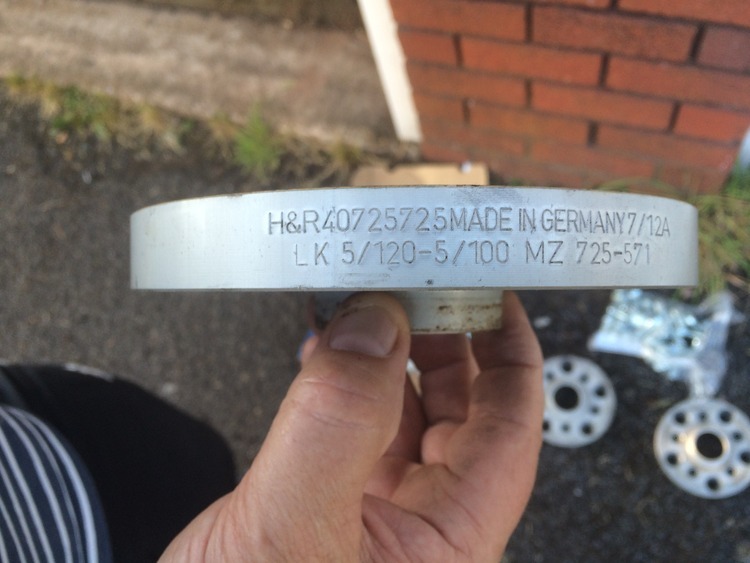 H&R40725725MADE IN GERMANY7/12A
LK 5/120-5/100 MZ 725-571